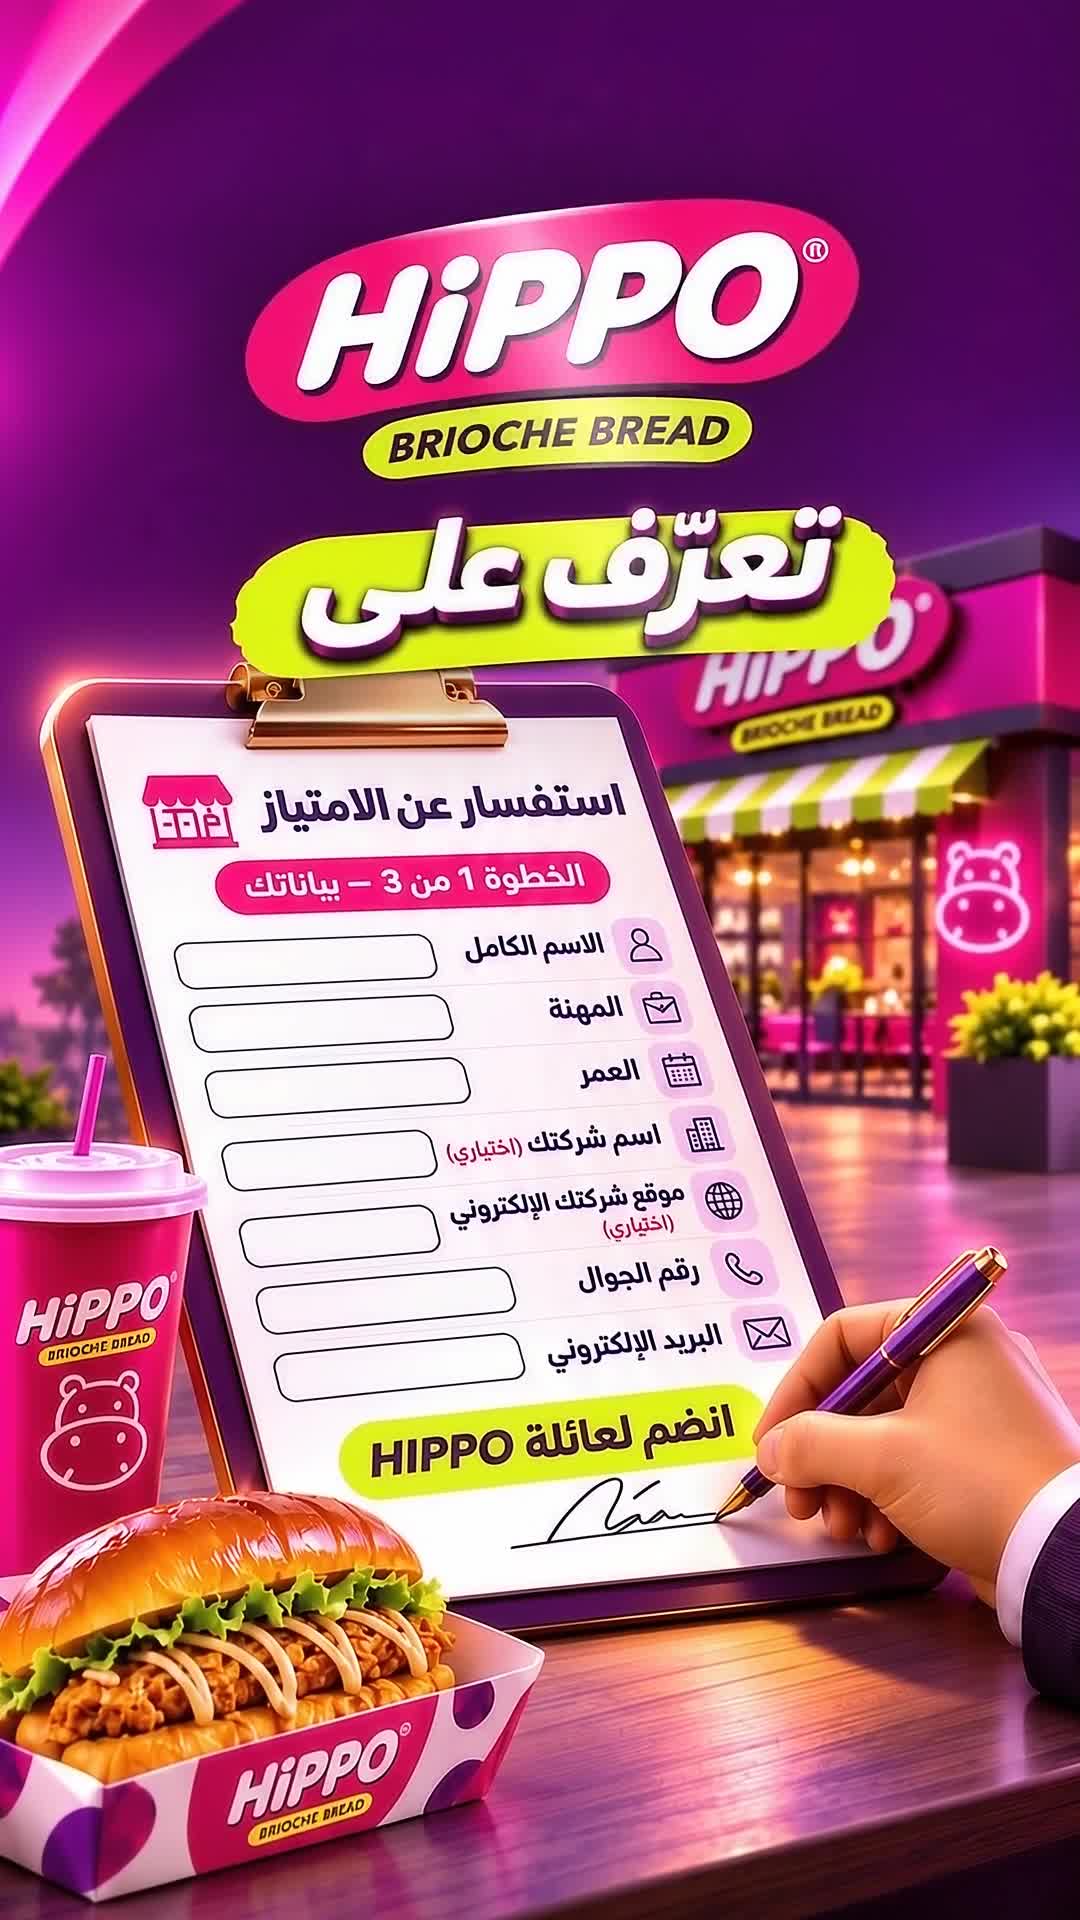 HiPPO®
BRIOCHE BREAD
تعرّف على
HiPPO
BRIOCHE BREAD
استفسار عن الامتياز
الخطوة 1 من 3 – بياناتك
الاسم الكامل
المهنة
العمر
اسم شركتك (اختياري)
موقع شركتك الإلكتروني
(اختياري)
رقم الجوال
البريد الإلكتروني
انضم لعائلة HIPPO
HiPPO
BRIOCHE BREAD
HiPPO
BRIOCHE BREAD